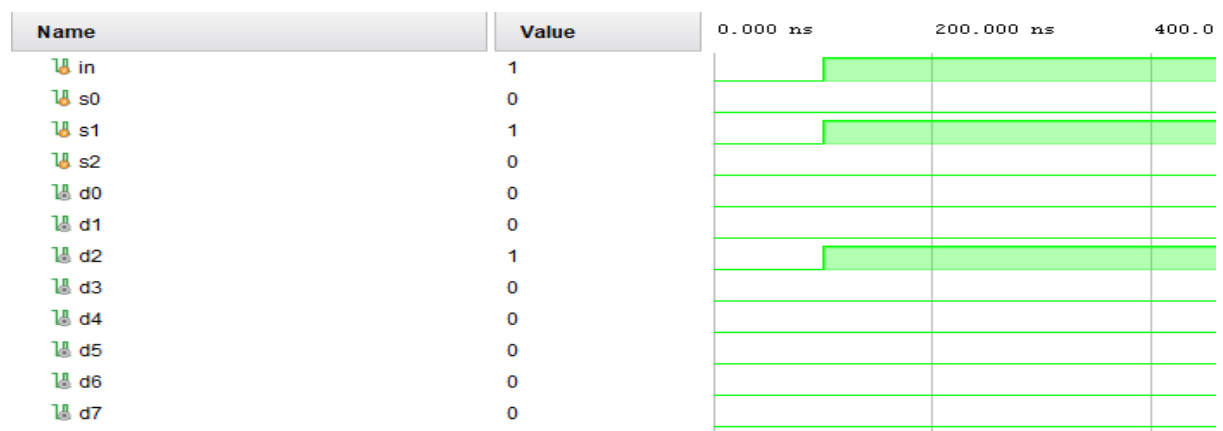 Name Value 0.000 ns 200.000 ns 400.0
in 1
s0 0
s1 1
s2 0
d0 0
d1 0
d2 1
d3 0
d4 0
d5 0
d6 0
d7 0